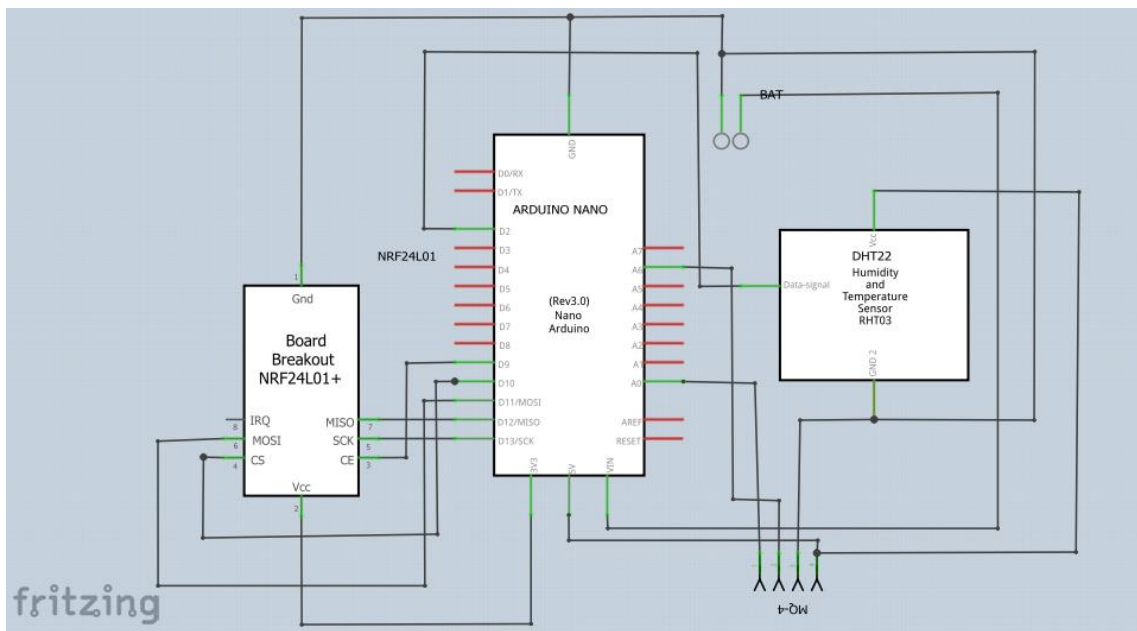 BAT
GND
D0/RX
D1/TX
ARDUINO NANO
D2
D3
NRF24L01
D4
D5
D6
D7
D8
D9
D10
D11/MOSI
D12/MISO
D13/SCK
(Rev3.0)
Nano
Arduino
A7
A6
A5
A4
A3
A2
A1
A0
AREF
RESET
3V3
5V
VIN
Vcc
DHT22
Humidity
and
Temperature
Sensor
RHT03
Data-signal
GND 2
1
Gnd
Board
Breakout
NRF24L01+
IRQ
8
MOSI
6
CS
4
MISO
7
SCK
5
CE
3
Vcc
2
MQ-4
fritzing